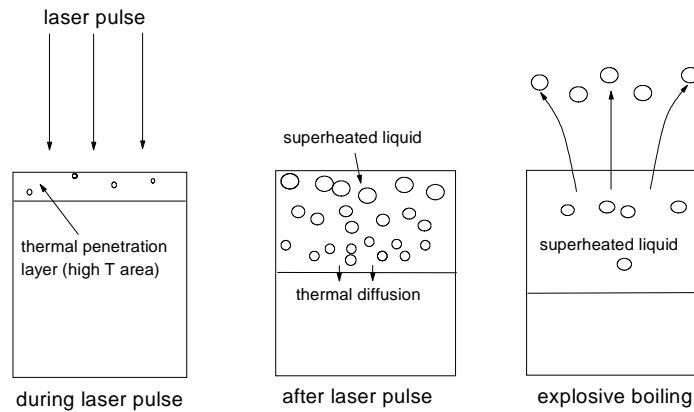 laser pulse
thermal penetration
layer (high T area)
during laser pulse
superheated liquid
thermal diffusion
after laser pulse
superheated liquid
explosive boiling